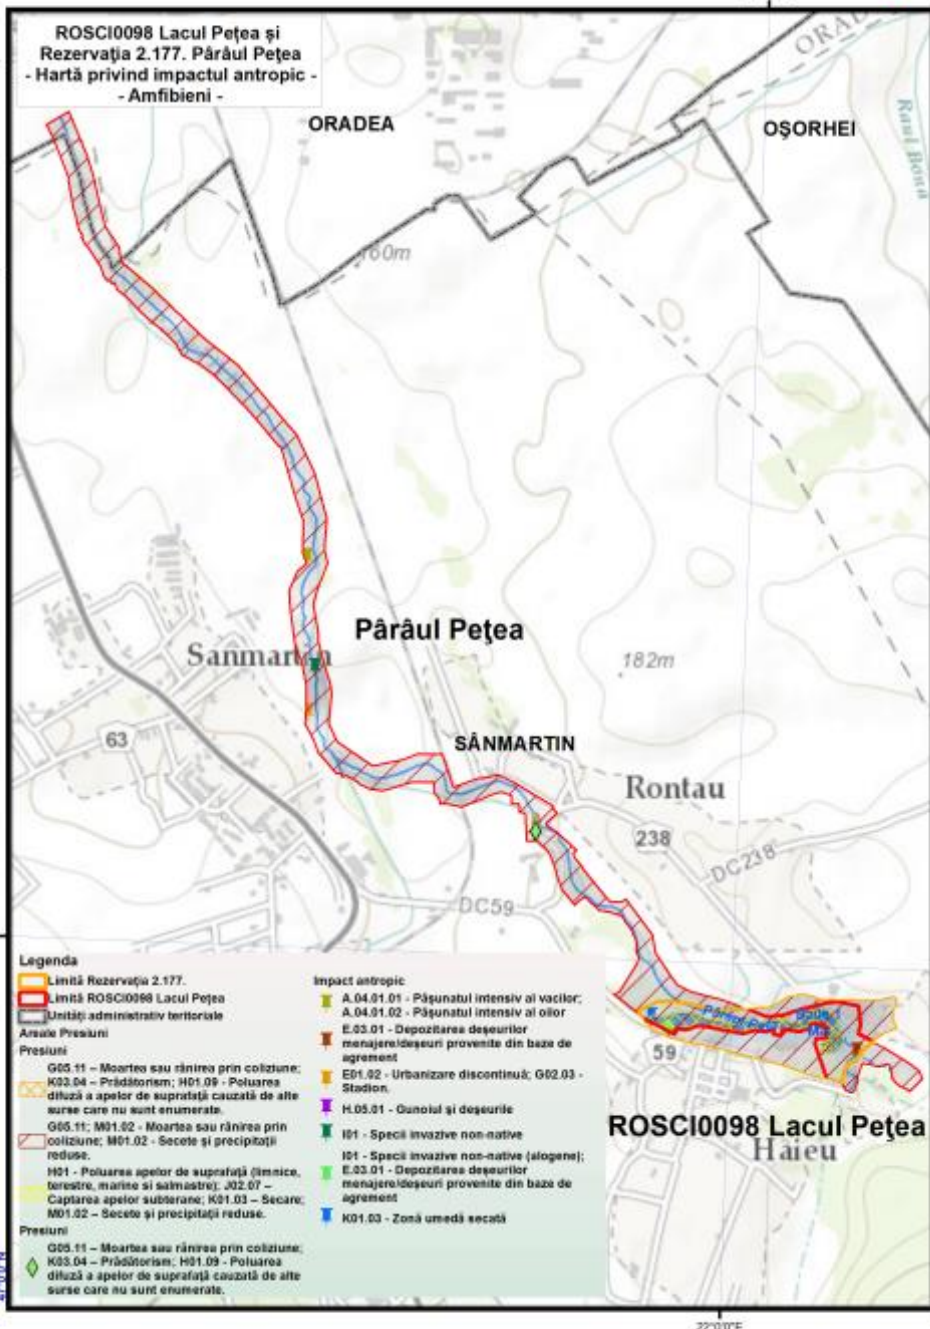 ROSCI0098 Lacul Peţea şi
Rezervaţia 2.177. Pârâul Peţea
- Hartă privind impactul antropic -
- Amfibieni -
ORADEA
ORAD
OŞORHEI
Raul Bona
160m
Pârâul Peţea
Sanmartin
182m
63
SÂNMARTIN
Rontau
238
DC238
DC59
59
ROSCI0098 Lacul Peţea
Haieu
Legenda
Limită Rezervaţia 2.177.
Limită ROSCI0098 Lacul Peţea
Unităţi administrativ teritoriale
Areale Presiuni
Presiuni
G05.11 – Moartea sau rănirea prin coliziune;
K03.04 – Prădătorism; H01.09 - Poluarea
difuză a apelor de suprafaţă cauzată de alte
surse care nu sunt enumerate.
G05.11; M01.02 - Moartea sau rănirea prin
coliziune; M01.02 - Secete şi precipitaţii
reduse.
H01 - Poluarea apelor de suprafaţă (limnice,
terestre, marine si salmastre); J02.07 –
Captarea apelor subterane; K01.03 – Secare;
M01.02 – Secete şi precipitaţii reduse.
Presiuni
G05.11 – Moartea sau rănirea prin coliziune;
K03.04 – Prădătorism; H01.09 - Poluarea
difuză a apelor de suprafaţă cauzată de alte
surse care nu sunt enumerate.
Impact antropic
A.04.01.01 - Păşunatul intensiv al vacilor;
A.04.01.02 - Păşunatul intensiv al oilor
E.03.01 - Depozitarea deşeurilor
menajere/deşeuri provenite din baze de
agrement
E01.02 - Urbanizare discontinuă; G02.03 -
Stadion.
H.05.01 - Gunoiul şi deşeurile
I01 - Specii invazive non-native
I01 - Specii invazive non-native (alogene);
E.03.01 - Depozitarea deşeurilor
menajere/deşeuri provenite din baze de
agrement
K01.03 - Zonă umedă secată
22°0'0"E